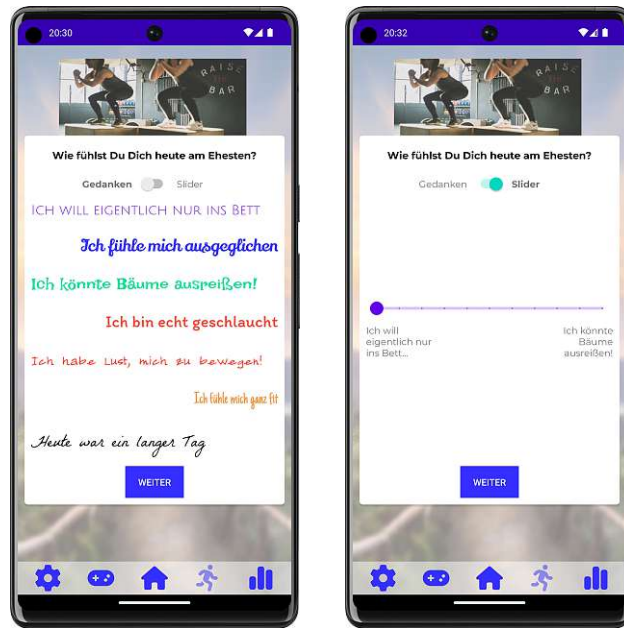 20:30
RAISE
THE
BAR
Wie fühlst Du Dich heute am Ehesten?
Gedanken Slider
Ich will eigentlich nur ins Bett
Ich fühle mich ausgeglichen
Ich könnte Bäume ausreißen!
Ich bin echt geschlaucht
Ich habe Lust, mich zu bewegen!
Ich fühle mich ganz fit
Heute war ein langer Tag
WEITER
20:32
RAISE
THE
BAR
Wie fühlst Du Dich heute am Ehesten?
Gedanken Slider
Ich will
eigentlich nur
ins Bett...
Ich könnte
Bäume
ausreißen!
WEITER